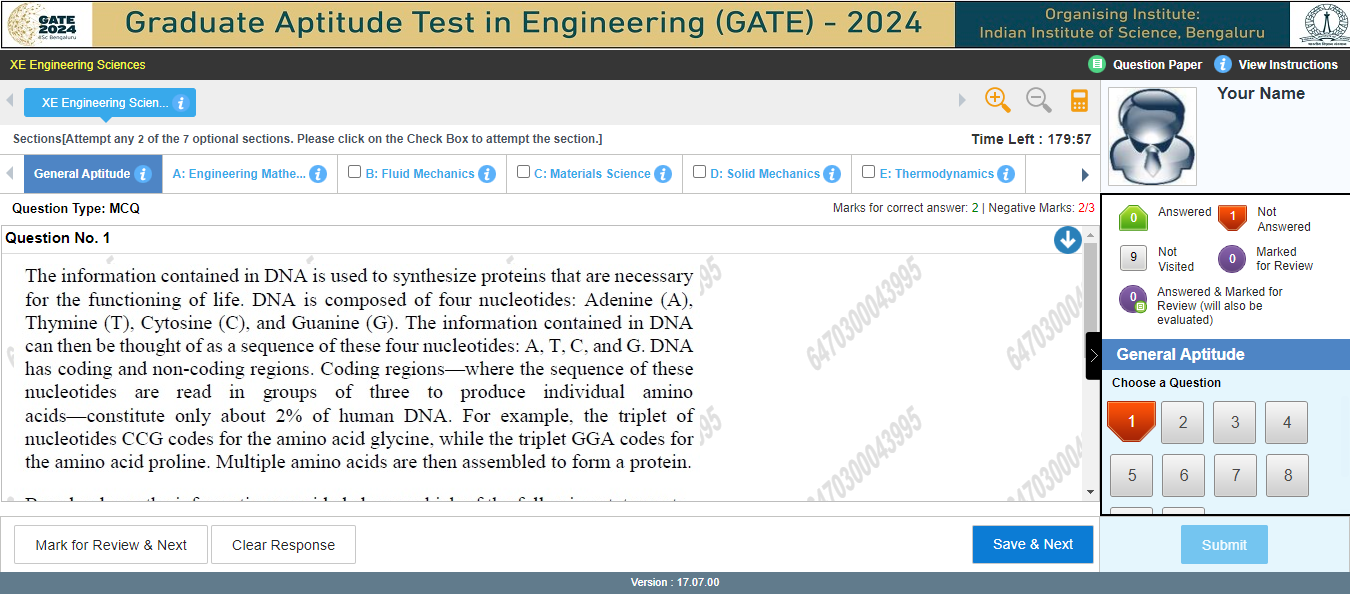 GATE
2024
IISc Bengaluru
Graduate Aptitude Test in Engineering (GATE) - 2024
Organising Institute:
Indian Institute of Science, Bengaluru
XE Engineering Sciences
Question Paper
i View Instructions
XE Engineering Scien... i
Sections[Attempt any 2 of the 7 optional sections. Please click on the Check Box to attempt the section.]
Time Left : 179:57
General Aptitude i
A: Engineering Mathe... i
B: Fluid Mechanics i
C: Materials Science i
D: Solid Mechanics i
E: Thermodynamics i
Question Type: MCQ
Marks for correct answer: 2 | Negative Marks: 2/3
Question No. 1
The information contained in DNA is used to synthesize proteins that are necessary
for the functioning of life. DNA is composed of four nucleotides: Adenine (A),
Thymine (T), Cytosine (C), and Guanine (G). The information contained in DNA
can then be thought of as a sequence of these four nucleotides: A, T, C, and G. DNA
has coding and non-coding regions. Coding regions—where the sequence of these
nucleotides are read in groups of three to produce individual amino
acids—constitute only about 2% of human DNA. For example, the triplet of
nucleotides CCG codes for the amino acid glycine, while the triplet GGA codes for
the amino acid proline. Multiple amino acids are then assembled to form a protein.
6470300043995
Mark for Review & Next
Clear Response
Save & Next
Your Name
0 Answered
1 Not
Answered
9 Not
Visited
0 Marked
for Review
0 Answered & Marked for
Review (will also be
evaluated)
General Aptitude
Choose a Question
1 2 3 4
5 6 7 8
Submit
Version : 17.07.00